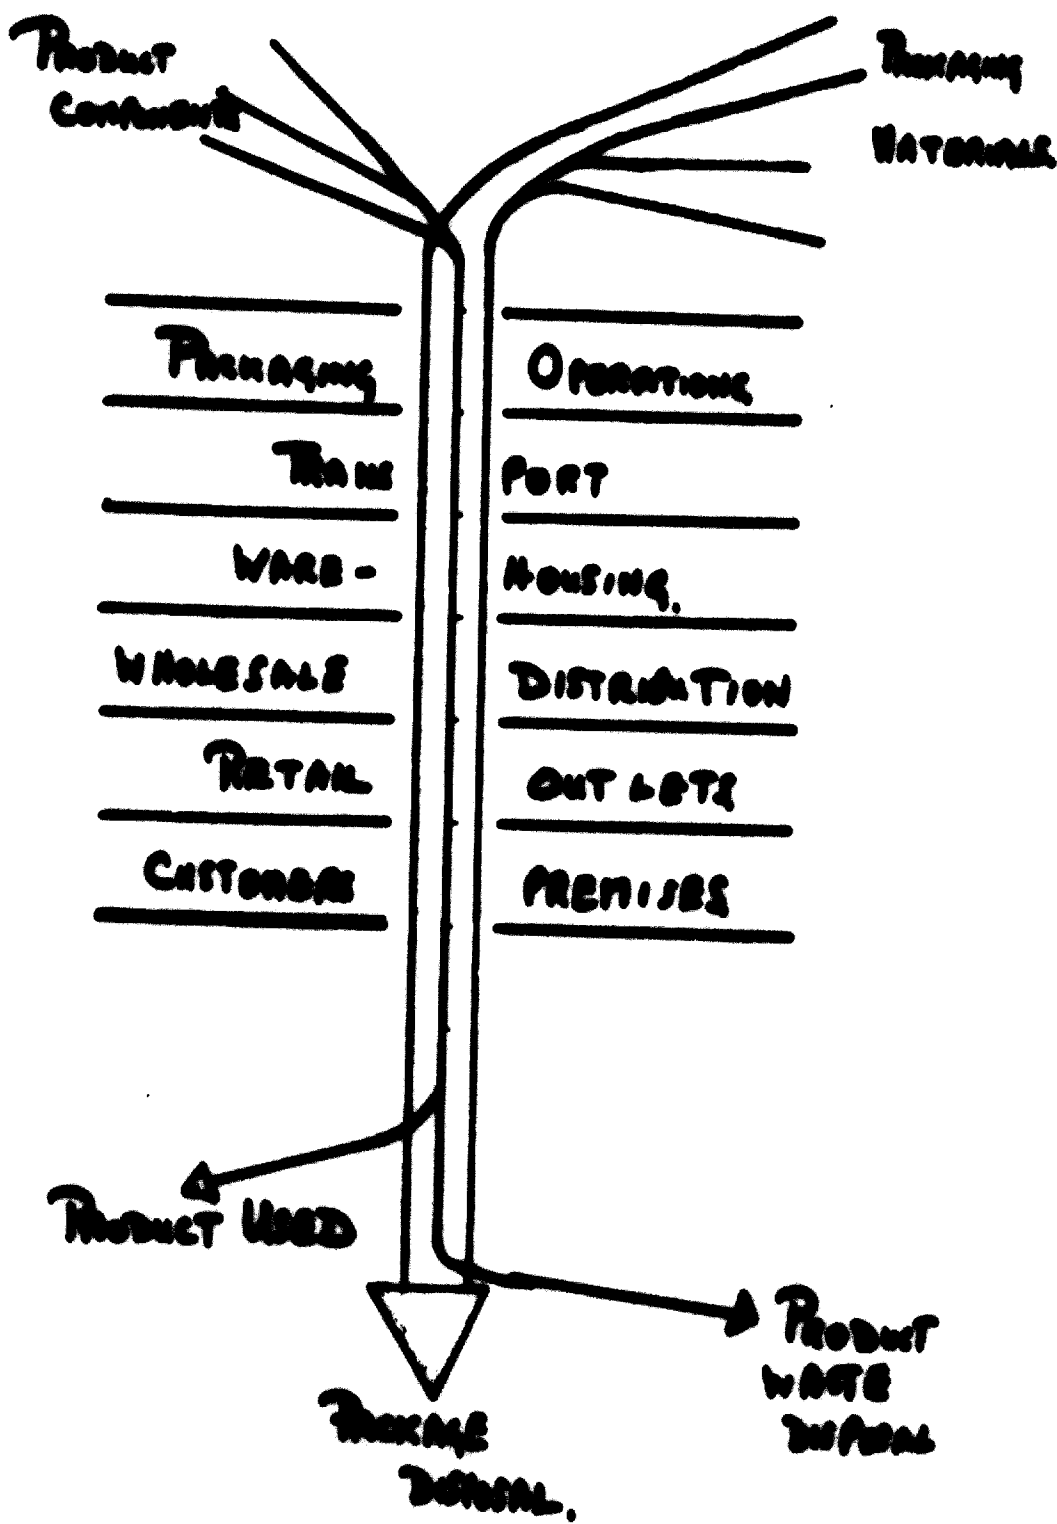 PRODUCT
COMPONENTS
PACKAGING
MATERIALS
PACKAGING OPERATIONS
TRANS PORT
WARE- HOUSING.
WHOLESALE DISTRIBUTION
RETAIL OUTLETS
CUSTOMERS PREMISES
PRODUCT USED
PRODUCT
WASTE
DISPOSAL
PACKAGE
DISPOSAL.